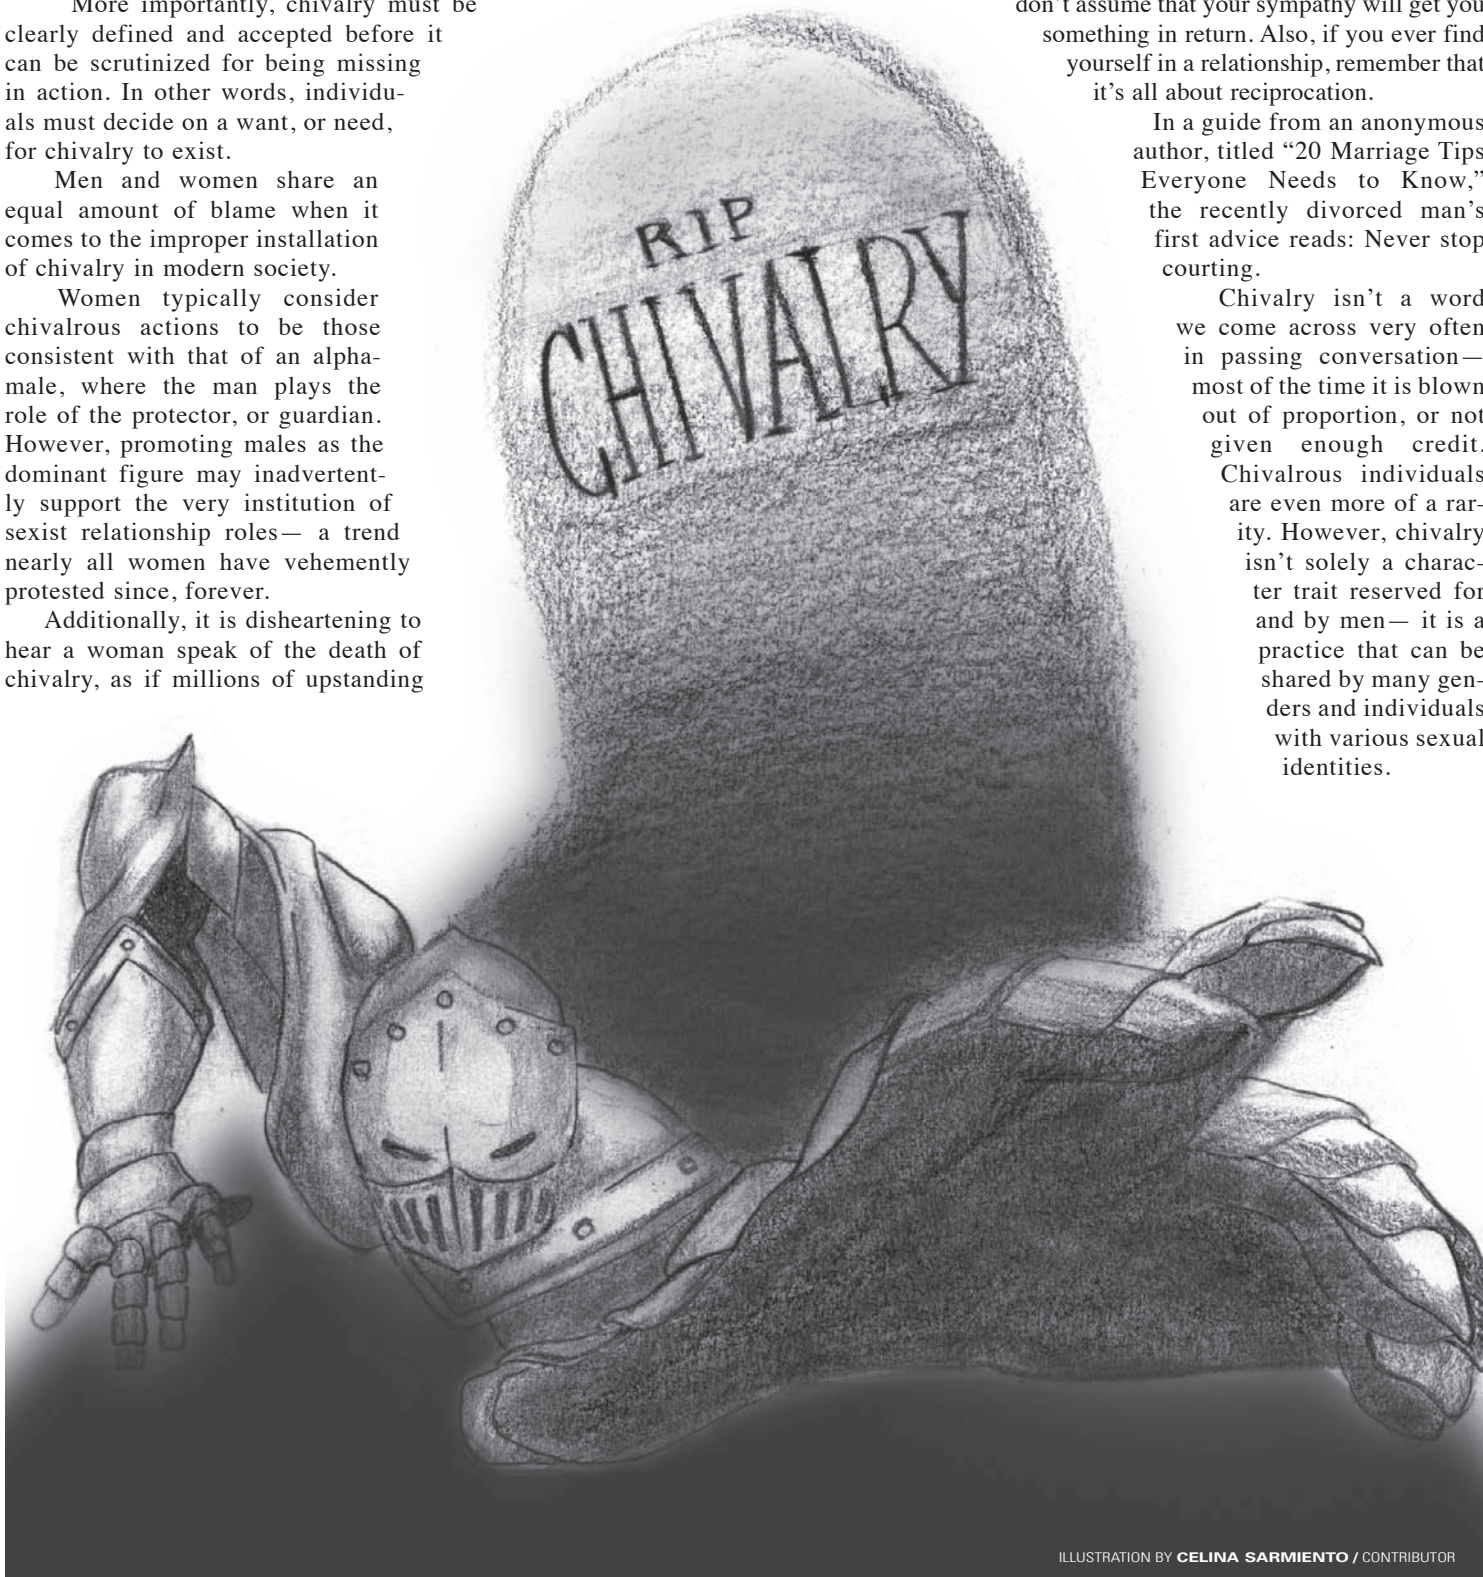 More importantly, chivalry must be
clearly defined and accepted before it
can be scrutinized for being missing
in action. In other words, individu-
als must decide on a want, or need,
for chivalry to exist.
Men and women share an
equal amount of blame when it
comes to the improper installation
of chivalry in modern society.
Women typically consider
chivalrous actions to be those
consistent with that of an alpha-
male, where the man plays the
role of the protector, or guardian.
However, promoting males as the
dominant figure may inadvertent-
ly support the very institution of
sexist relationship roles— a trend
nearly all women have vehemently
protested since, forever.
Additionally, it is disheartening to
hear a woman speak of the death of
chivalry, as if millions of upstanding
RIP
CHIVALRY
don't assume that your sympathy will get you
something in return. Also, if you ever find
yourself in a relationship, remember that
it's all about reciprocation.
In a guide from an anonymous
author, titled “20 Marriage Tips
Everyone Needs to Know,”
the recently divorced man's
first advice reads: Never stop
courting.
Chivalry isn't a word
we come across very often
in passing conversation—
most of the time it is blown
out of proportion, or not
given enough credit.
Chivalrous individuals
are even more of a rar-
ity. However, chivalry
isn't solely a charac-
ter trait reserved for
and by men— it is a
practice that can be
shared by many gen-
ders and individuals
with various sexual
identities.
ILLUSTRATION BY CELINA SARMIENTO / CONTRIBUTOR